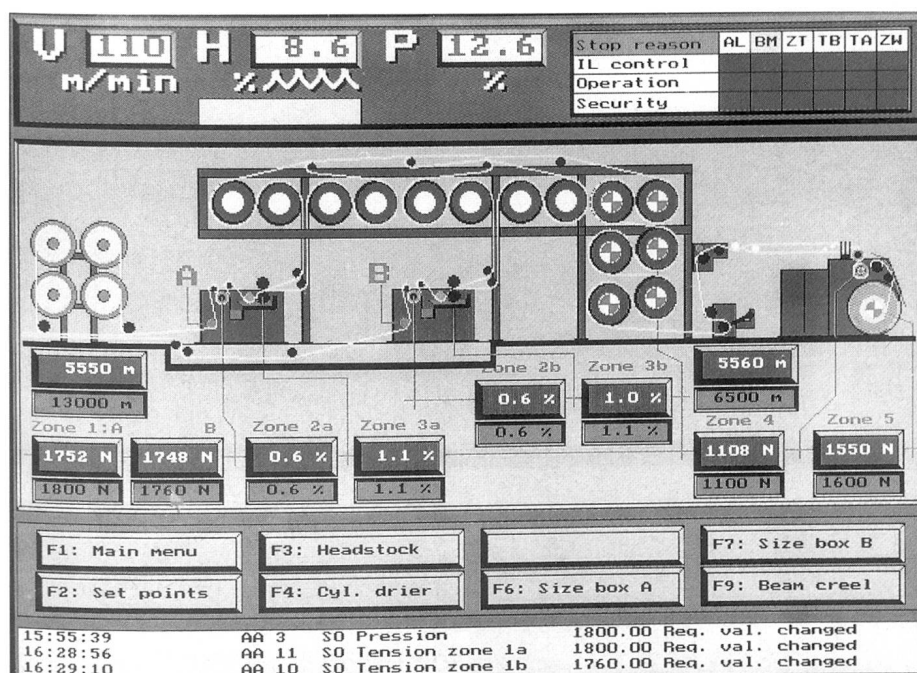 V 110 H 8.6 P 12.6
m/min % %
Stop reason AL BM ZT TB TA ZW
IL control
Operation
Security
A
B
5550 m
13000 m
Zone 2b Zone 3b
0.6 % 1.0 %
0.6 % 1.1 %
5560 m
6500 m
Zone 1:A B Zone 2a Zone 3a Zone 4 Zone 5
1752 N 1748 N 0.6 % 1.1 % 1108 N 1550 N
1800 N 1760 N 0.6 % 1.1 % 1100 N 1600 N
F1: Main menu F3: Headstock F7: Size box B
F2: Set points F4: Cyl. drier F6: Size box A F9: Beam creel
15:55:39 AA 3 SO Pression 1800.00 Req. val. changed
16:28:56 AA 11 SO Tension zone 1a 1800.00 Req. val. changed
16:29:10 AA 10 SO Tension zone 1b 1760.00 Req. val. changed